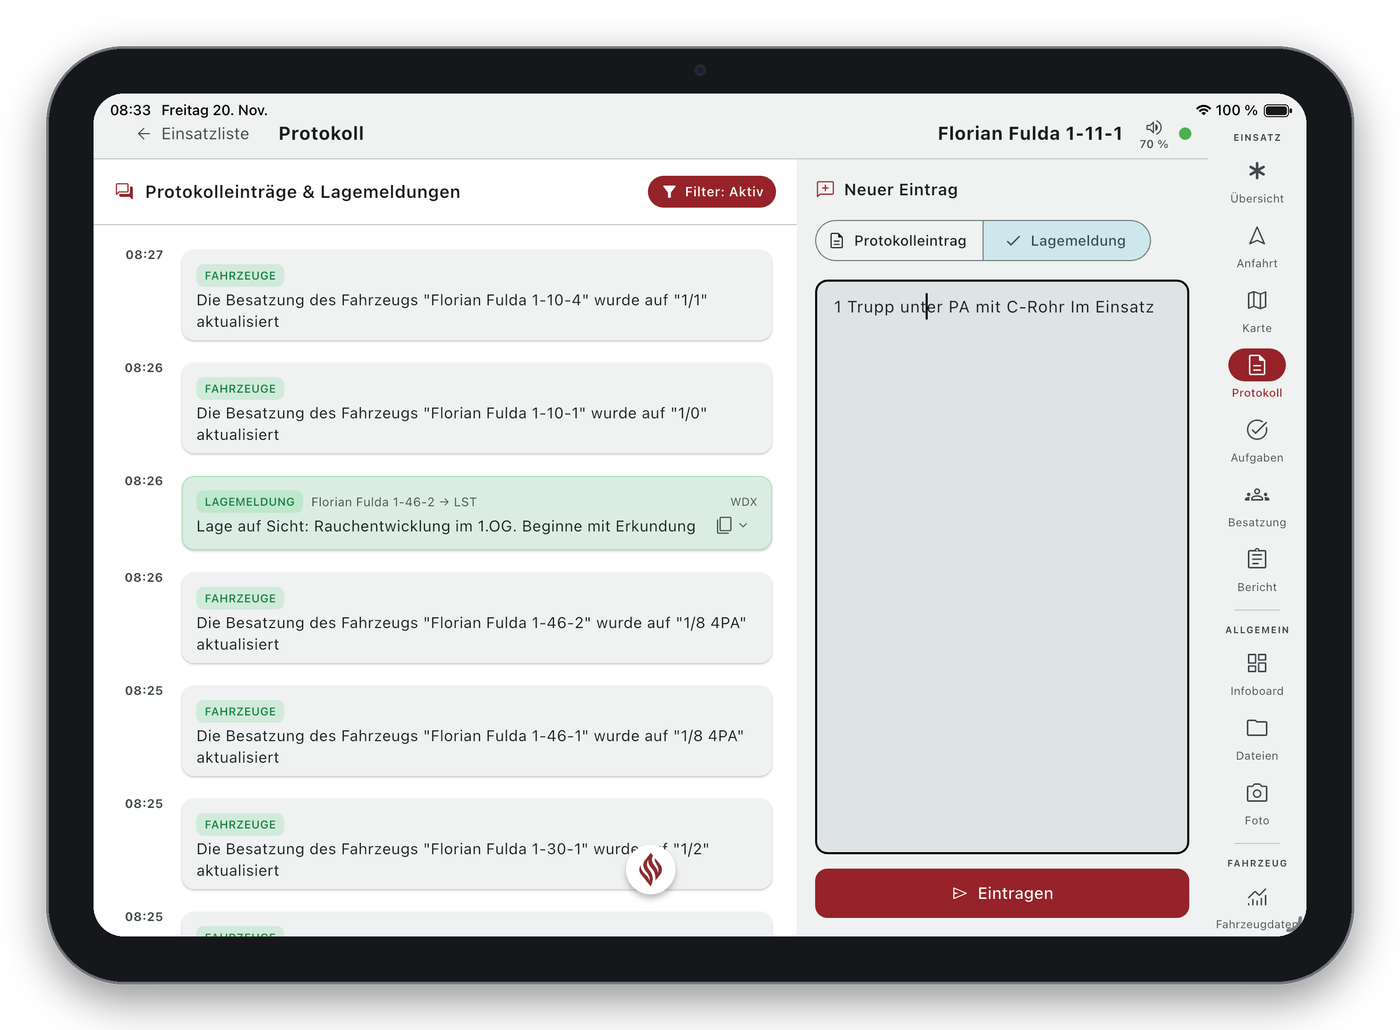 08:33 Freitag 20. Nov.
100 %
Einsatzliste
Protokoll
Florian Fulda 1-11-1
70 %
Protokolleinträge & Lagemeldungen
Filter: Aktiv
08:27
FAHRZEUGE
Die Besatzung des Fahrzeugs "Florian Fulda 1-10-4" wurde auf "1/1"
aktualisiert
08:26
FAHRZEUGE
Die Besatzung des Fahrzeugs "Florian Fulda 1-10-1" wurde auf "1/0"
aktualisiert
08:26
LAGEMELDUNG Florian Fulda 1-46-2 → LST WDX
Lage auf Sicht: Rauchentwicklung im 1.OG. Beginne mit Erkundung
08:26
FAHRZEUGE
Die Besatzung des Fahrzeugs "Florian Fulda 1-46-2" wurde auf "1/8 4PA"
aktualisiert
08:25
FAHRZEUGE
Die Besatzung des Fahrzeugs "Florian Fulda 1-46-1" wurde auf "1/8 4PA"
aktualisiert
08:25
FAHRZEUGE
Die Besatzung des Fahrzeugs "Florian Fulda 1-30-1" wurde auf "1/2"
aktualisiert
08:25
FAHRZEUGE
Neuer Eintrag
Protokolleintrag
Lagemeldung
1 Trupp unter PA mit C-Rohr Im Einsatz
Eintragen
EINSATZ
Übersicht
Anfahrt
Karte
Protokoll
Aufgaben
Besatzung
Bericht
ALLGEMEIN
Infoboard
Dateien
Foto
FAHRZEUG
Fahrzeugdaten